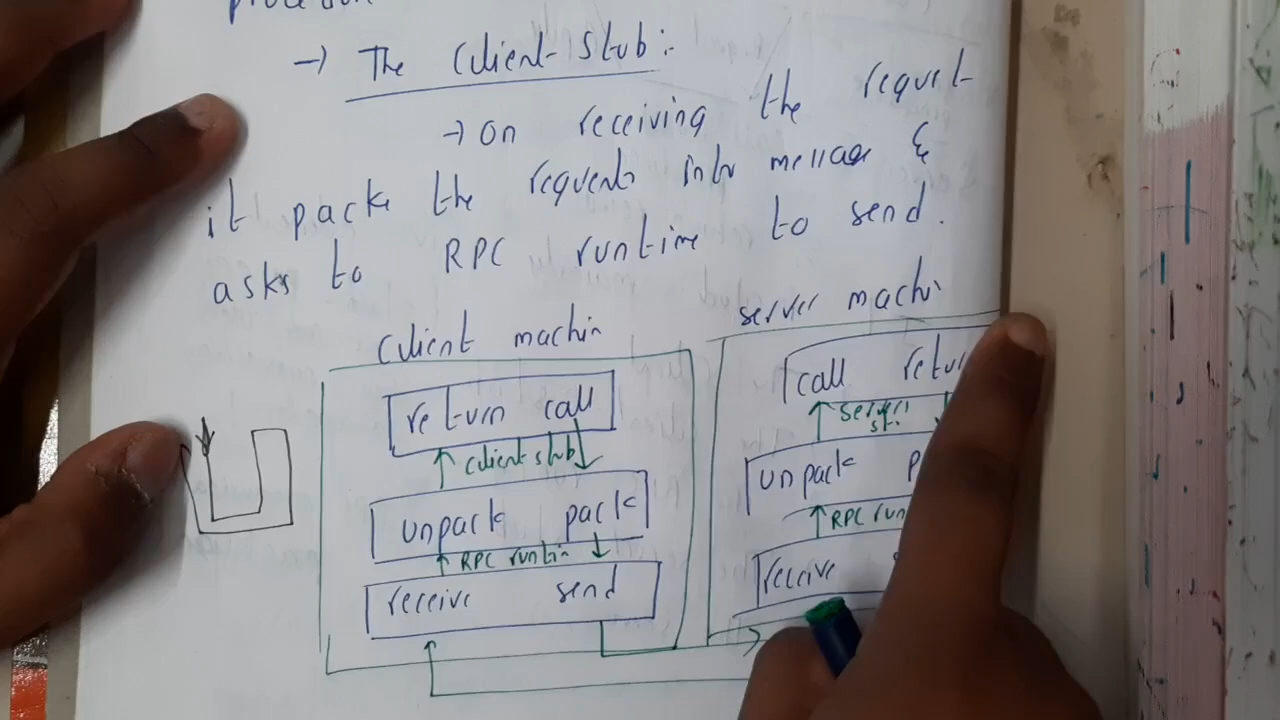 → The Client-Stub :-
→ on receiving the request
it packs the requests into message &
asks to RPC runtime to send.
client machin
server machi
return call
call retur
client stub
server
unpack pack
unpack p
RPC runtim
RPC run
receive send
receive